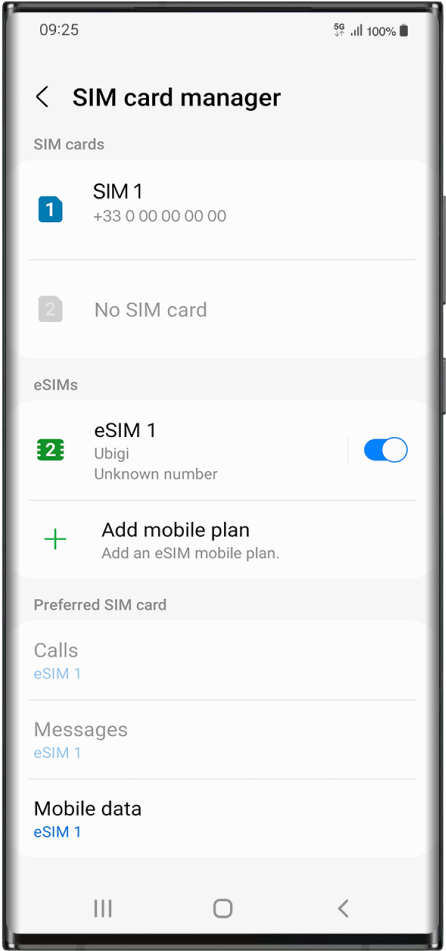 09:25 5G 100%
SIM card manager
SIM cards
1
SIM 1
+33 0 00 00 00 00
2
No SIM card
eSIMs
2
eSIM 1
Ubigi
Unknown number
Add mobile plan
Add an eSIM mobile plan.
Preferred SIM card
Calls
eSIM 1
Messages
eSIM 1
Mobile data
eSIM 1